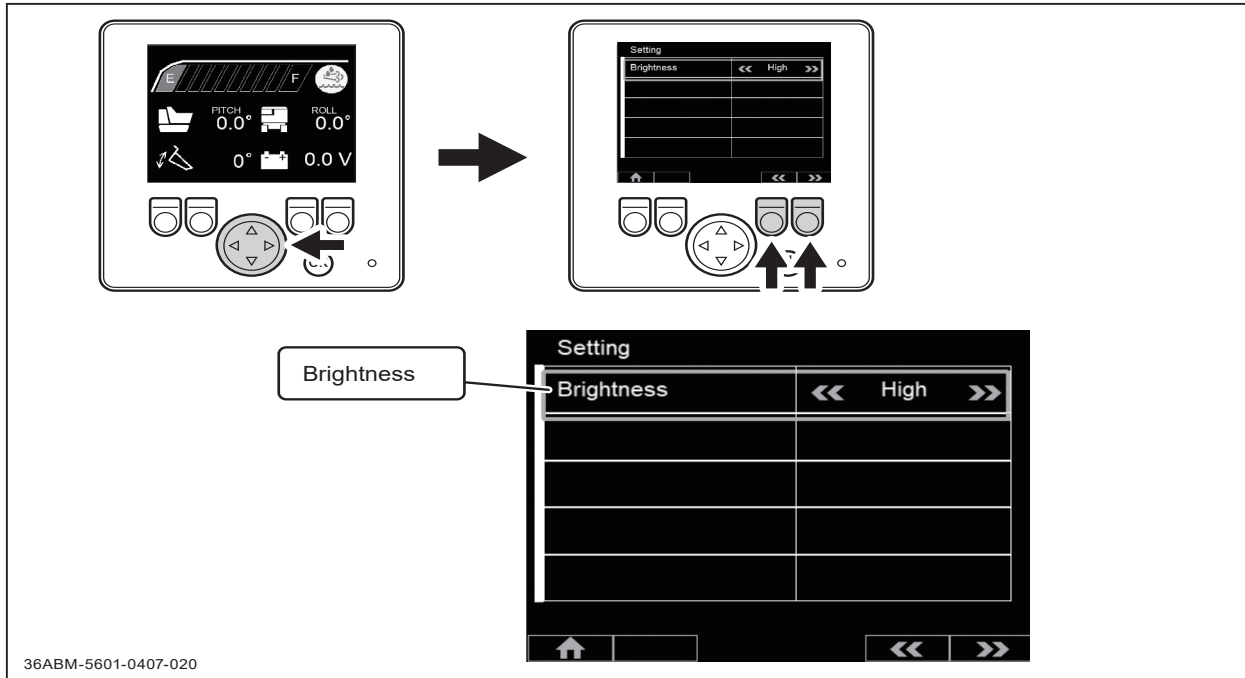 E F
PITCH ROLL
0.0° 0.0°
0° - + 0.0 V
Setting
Brightness << High >>
<< >>
Brightness
Setting
Brightness << High >>
<< >>
36ABM-5601-0407-020